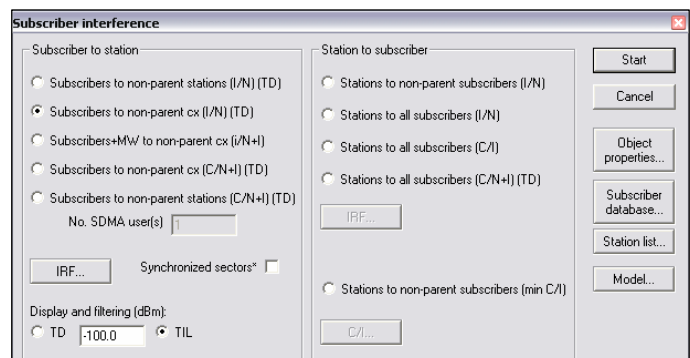 Subscriber interference
Subscriber to station
Subscribers to non-parent stations (I/N) (TD)
Subscribers to non-parent cx (I/N) (TD)
Subscribers+MW to non-parent cx (i/N+I)
Subscribers to non-parent cx (C/N+I) (TD)
Subscribers to non-parent stations (C/N+I) (TD)
No. SDMA user(s) 1
IRF... Synchronized sectors*
Display and filtering (dBm):
TD -100.0 TIL
Station to subscriber
Stations to non-parent subscribers (I/N)
Stations to all subscribers (I/N)
Stations to all subscribers (C/I)
Stations to all subscribers (C/N+I) (TD)
IRF...
Stations to non-parent subscribers (min C/I)
C/I...
Start
Cancel
Object
properties...
Subscriber
database...
Station list...
Model...